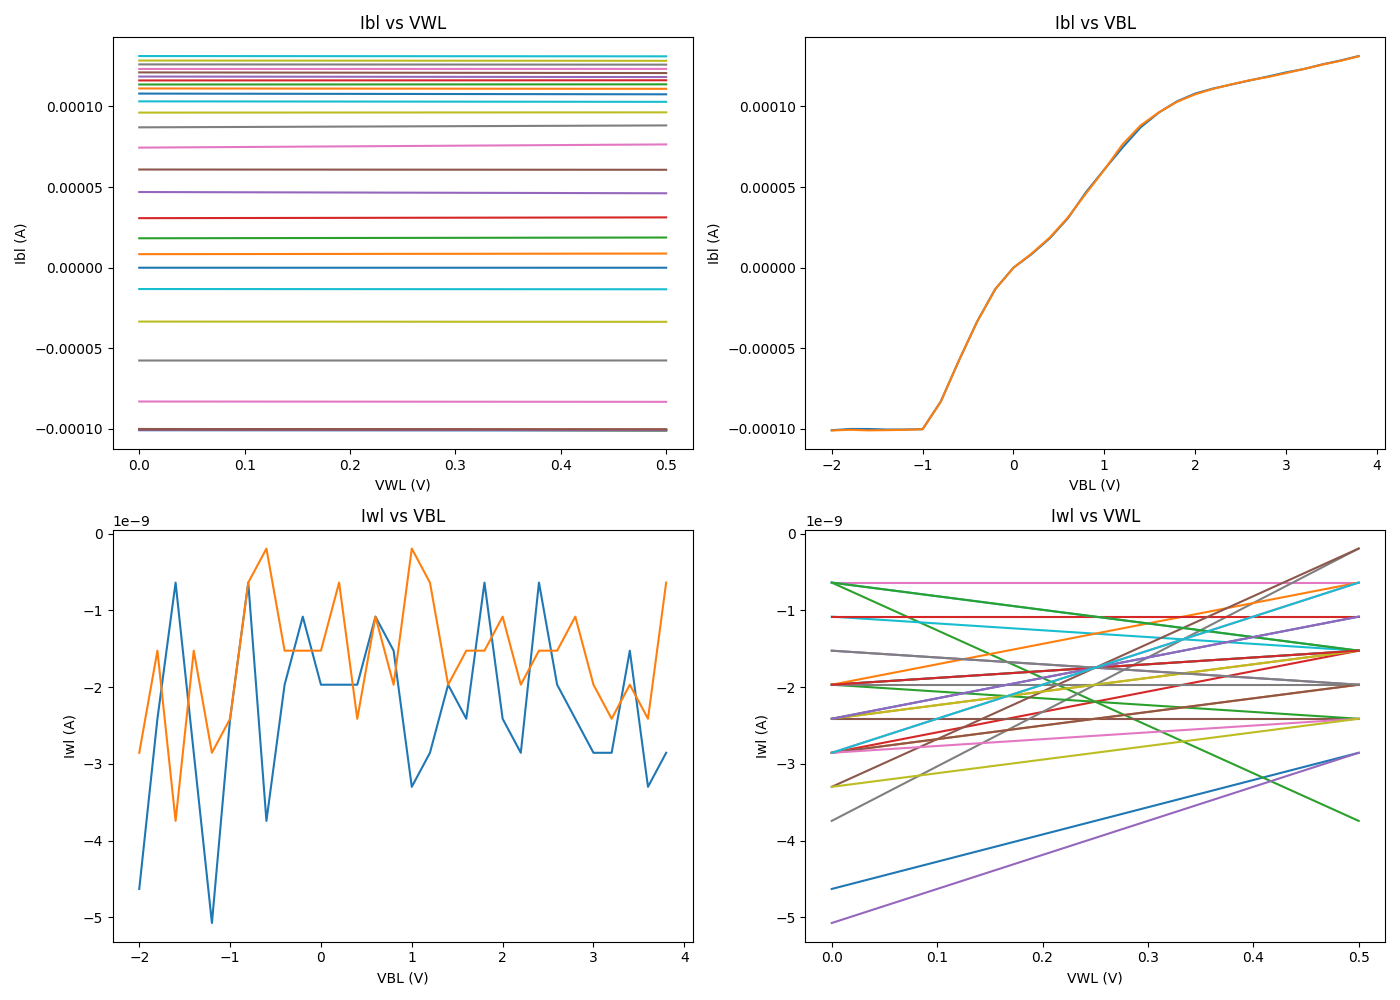 Ibl vs VWL
Ibl (A)
0.00010
0.00005
0.00000
−0.00005
−0.00010
0.0 0.1 0.2 0.3 0.4 0.5
VWL (V)
Ibl vs VBL
Ibl (A)
0.00010
0.00005
0.00000
−0.00005
−0.00010
−2 −1 0 1 2 3 4
VBL (V)
Iwl vs VBL
1e−9
Iwl (A)
0
−1
−2
−3
−4
−5
−2 −1 0 1 2 3 4
VBL (V)
Iwl vs VWL
1e−9
Iwl (A)
0
−1
−2
−3
−4
−5
0.0 0.1 0.2 0.3 0.4 0.5
VWL (V)